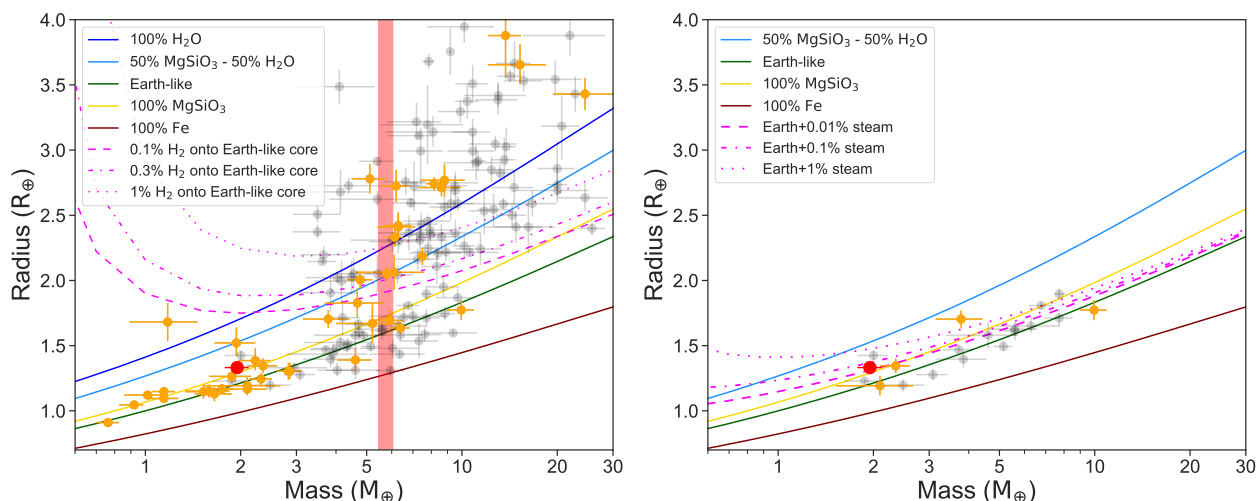 4.0
3.5
3.0
2.5
2.0
1.5
1.0
Radius (R⊕)
100% H₂O
50% MgSiO₃ - 50% H₂O
Earth-like
100% MgSiO₃
100% Fe
0.1% H₂ onto Earth-like core
0.3% H₂ onto Earth-like core
1% H₂ onto Earth-like core
1 2 3 5 10 20 30
Mass (M⊕)
4.0
3.5
3.0
2.5
2.0
1.5
1.0
Radius (R⊕)
50% MgSiO₃ - 50% H₂O
Earth-like
100% MgSiO₃
100% Fe
Earth+0.01% steam
Earth+0.1% steam
Earth+1% steam
1 2 3 5 10 20 30
Mass (M⊕)